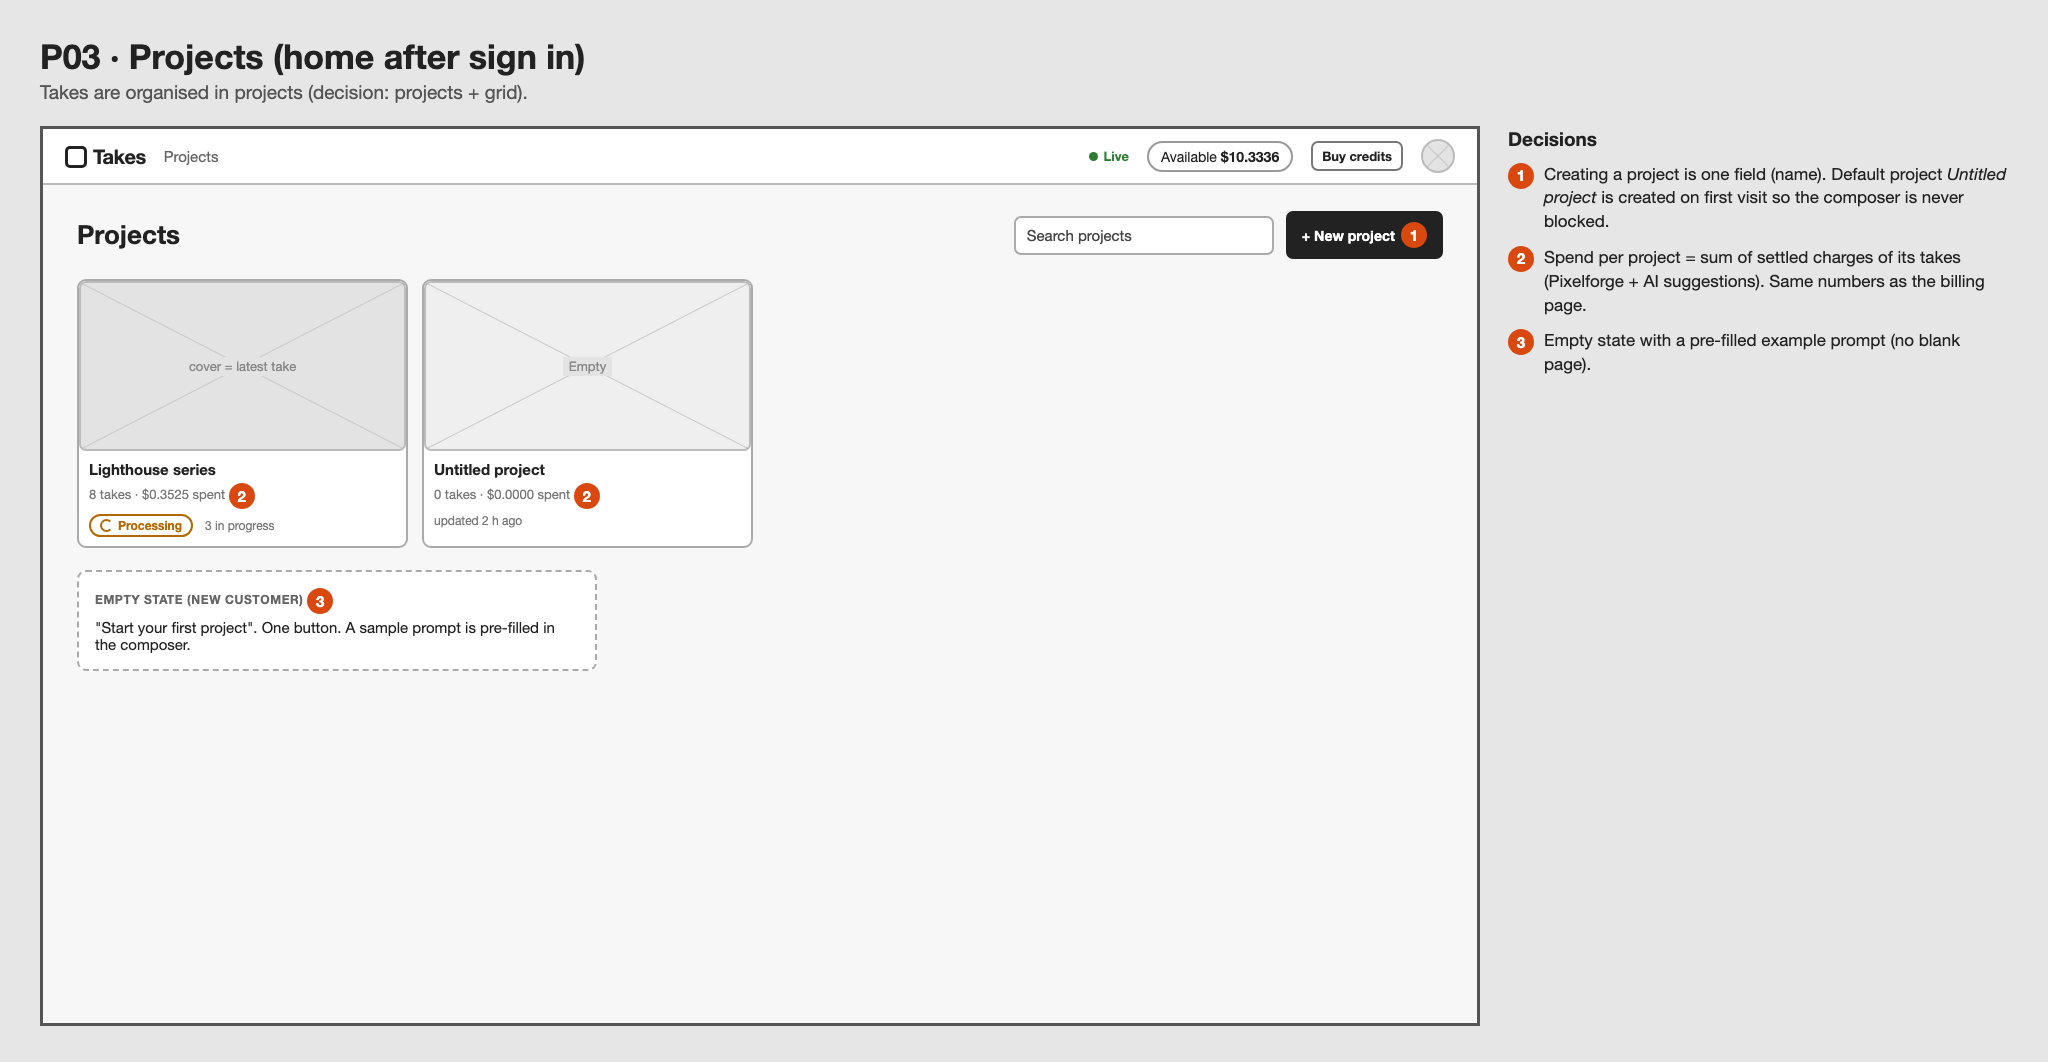 P03 · Projects (home after sign in)
Takes are organised in projects (decision: projects + grid).
Takes
Projects
Live
Available $10.3336
Buy credits
Projects
Search projects
+ New project 1
cover = latest take
Empty
Lighthouse series
8 takes · $0.3525 spent 2
Processing
3 in progress
Untitled project
0 takes · $0.0000 spent 2
updated 2 h ago
EMPTY STATE (NEW CUSTOMER) 3
"Start your first project". One button. A sample prompt is pre-filled in
the composer.
Decisions
1 Creating a project is one field (name). Default project Untitled
project is created on first visit so the composer is never
blocked.
2 Spend per project = sum of settled charges of its takes
(Pixelforge + AI suggestions). Same numbers as the billing
page.
3 Empty state with a pre-filled example prompt (no blank
page).